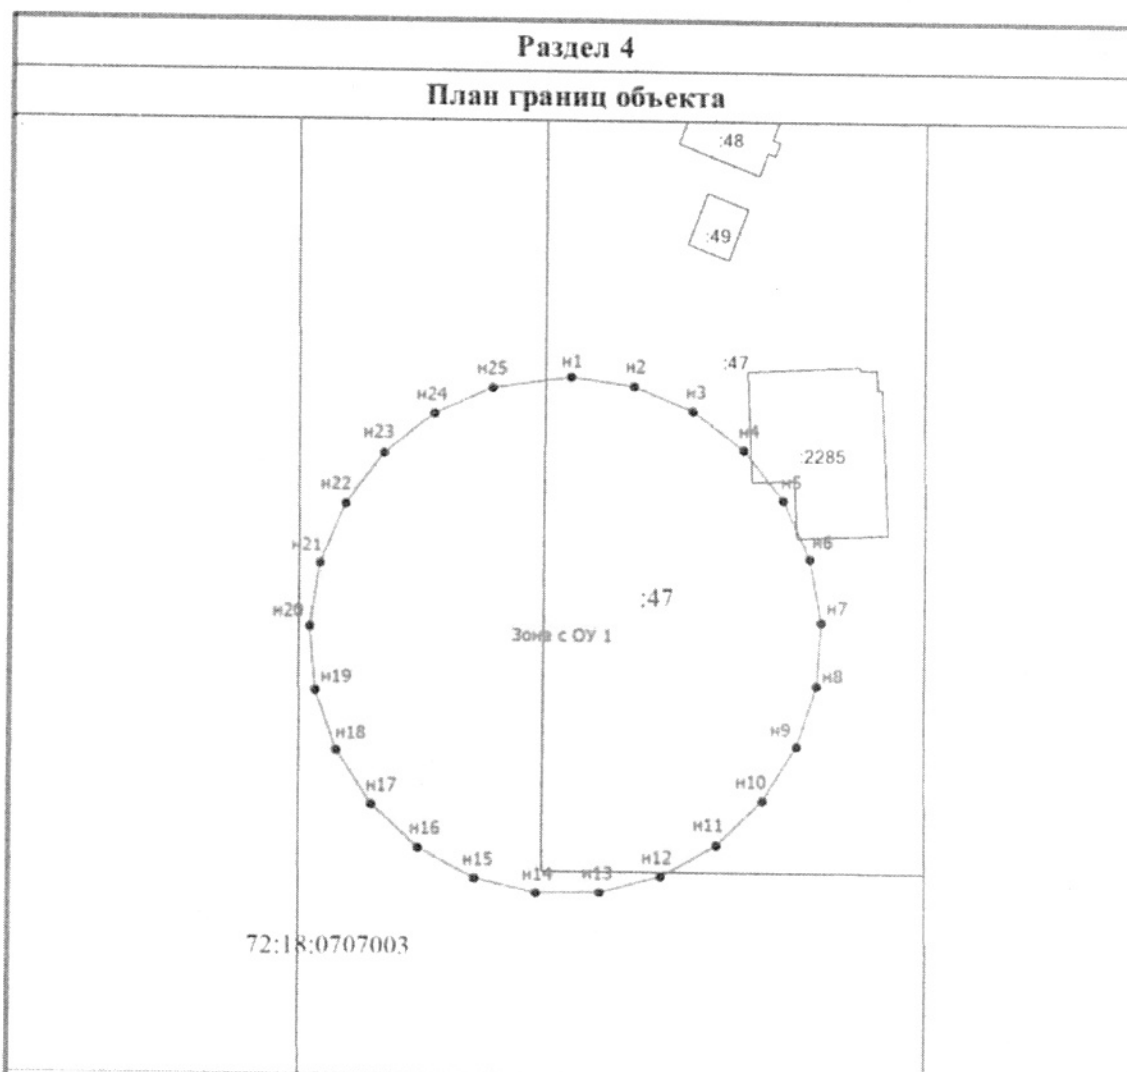 Раздел 4
План границ объекта
:48
:49
:47
н25 н1 н2
н24 н3
н23 н4
:2285
н22 н5
н21 н6
:47
н20 н7
Зона с ОУ 1
н19 н8
н18 н9
н17 н10
н16 н11
н15 н12
н14 н13
72:18:0707003